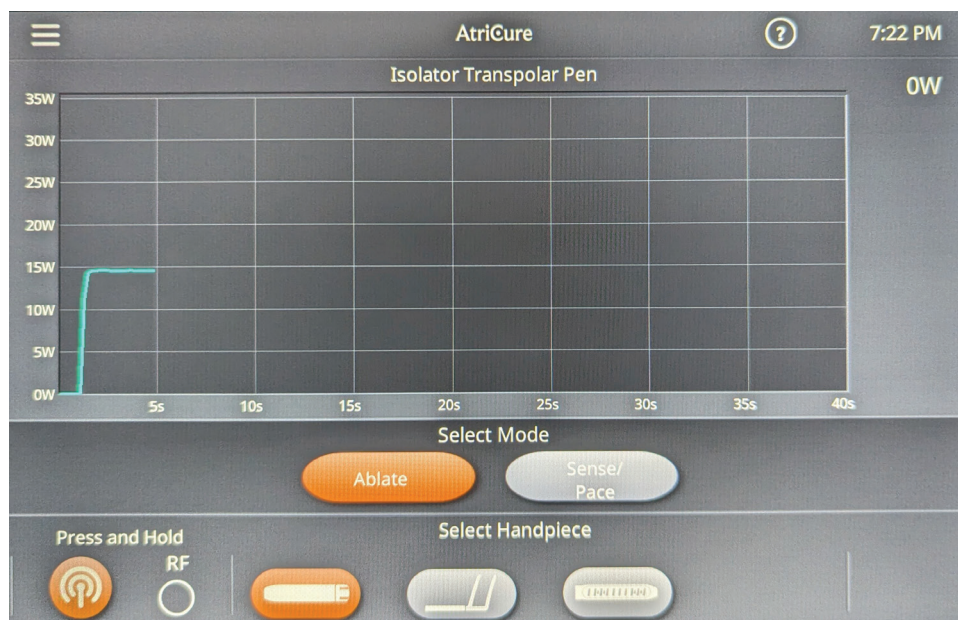 AtriCure
?
7:22 PM
Isolator Transpolar Pen
0W
35W
30W
25W
20W
15W
10W
5W
0W
5s
10s
15s
20s
25s
30s
35s
40s
Select Mode
Ablate
Sense/
Pace
Press and Hold
Select Handpiece
RF